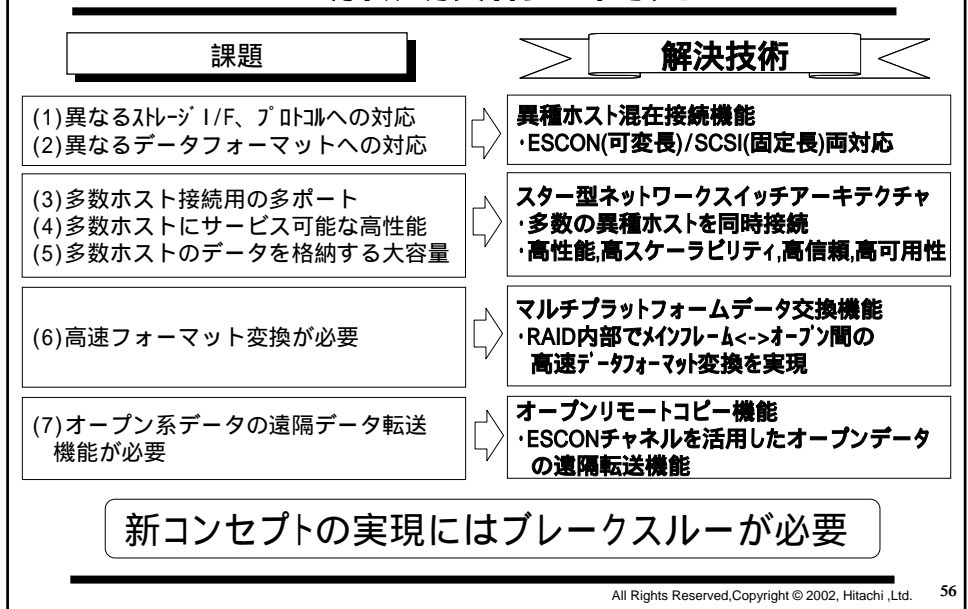 課題
解決技術
(1)異なるｽﾄﾚｰｼﾞI/F、ﾌﾟﾛﾄｺﾙへの対応
(2)異なるデータフォーマットへの対応
異種ホスト混在接続機能
･ESCON(可変長)/SCSI(固定長)両対応
(3)多数ホスト接続用の多ポート
(4)多数ホストにサービス可能な高性能
(5)多数ホストのデータを格納する大容量
スター型ネットワークスイッチアーキテクチャ
･多数の異種ホストを同時接続
･高性能,高スケーラビリティ,高信頼,高可用性
(6)高速フォーマット変換が必要
マルチプラットフォームデータ交換機能
･RAID内部でﾒｲﾝﾌﾚｰﾑ<->ｵｰﾌﾟﾝ間の
高速ﾃﾞｰﾀﾌｫｰﾏｯﾄ変換を実現
(7)オープン系データの遠隔データ転送
機能が必要
オープンリモートコピー機能
･ESCONチャネルを活用したオープンデータ
の遠隔転送機能
新コンセプトの実現にはブレークスルーが必要
All Rights Reserved,Copyright © 2002, Hitachi ,Ltd.
56